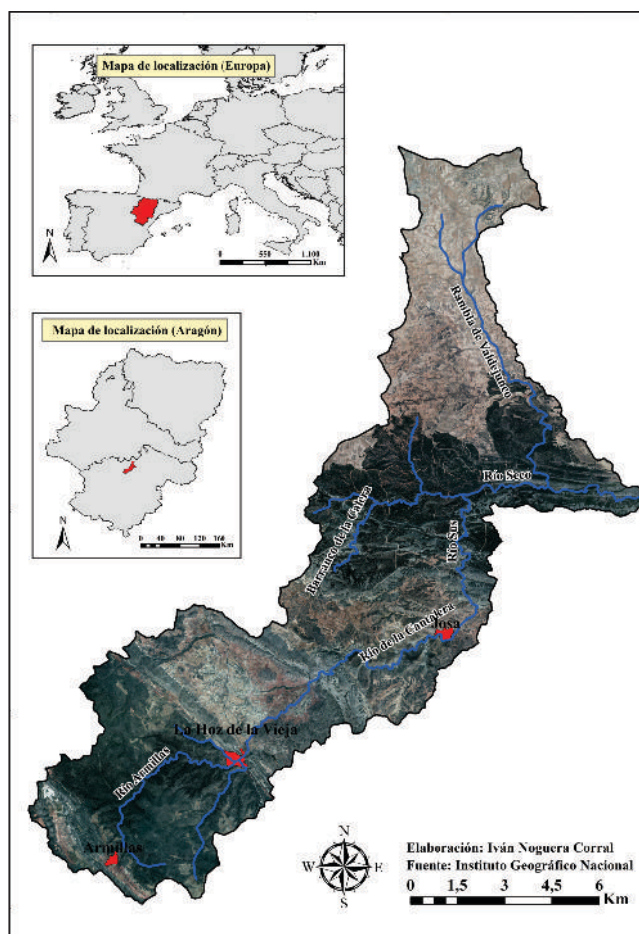 Mapa de localización (Europa)
N
0 550 1.100
Km
Mapa de localización (Aragón)
N
0 40 80 120 160
Km
Rambla de Valdejunco
Río Seco
Barranco de la Calera
Río Sus
Río de la Cantalera
Josa
La Hoz de la Vieja
Río Armillas
Armillas
N
W E
S
Elaboración: Iván Noguera Corral
Fuente: Instituto Geográfico Nacional
0 1,5 3 4,5 6
Km